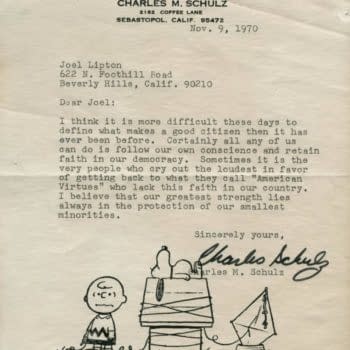 CHARLES M. SCHULZ
2162 COFFEE LANE
SEBASTOPOL, CALIF. 95472
Nov. 9, 1970
Joel Lipton
622 N. Foothill Road
Beverly Hills, Calif. 90210
Dear Joel:
I think it is more difficult these days to
define what makes a good citizen then it has
ever been before. Certainly all any of us
can do is follow our own conscience and retain
faith in our democracy. Sometimes it is the
very people who cry out the loudest in favor
of getting back to what they call "American
Virtues" who lack this faith in our country.
I believe that our greatest strength lies
always in the protection of our smallest
minorities.
Sincerely yours,
Charles Schulz
Charles M. Schulz